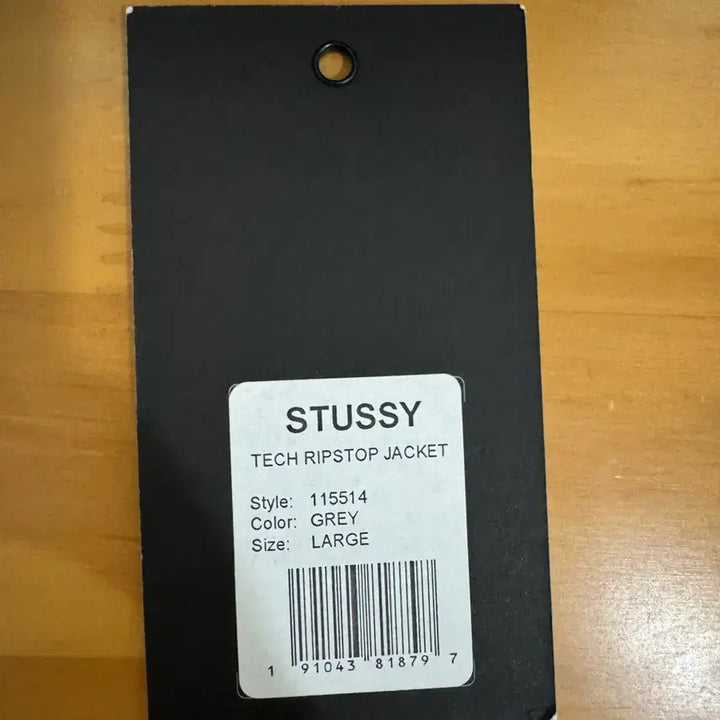 STUSSY
TECH RIPSTOP JACKET
Style: 115514
Color: GREY
Size: LARGE
1 91043 81879 7